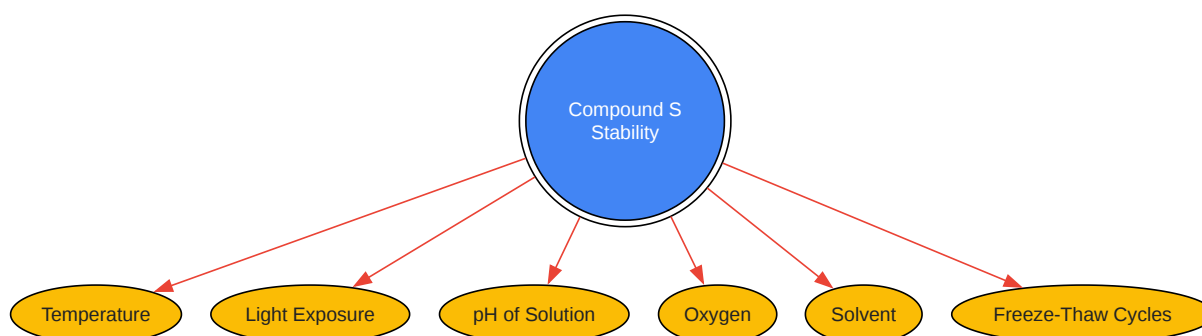 Compound S
Stability
Temperature
Light Exposure
pH of Solution
Oxygen
Solvent
Freeze-Thaw Cycles